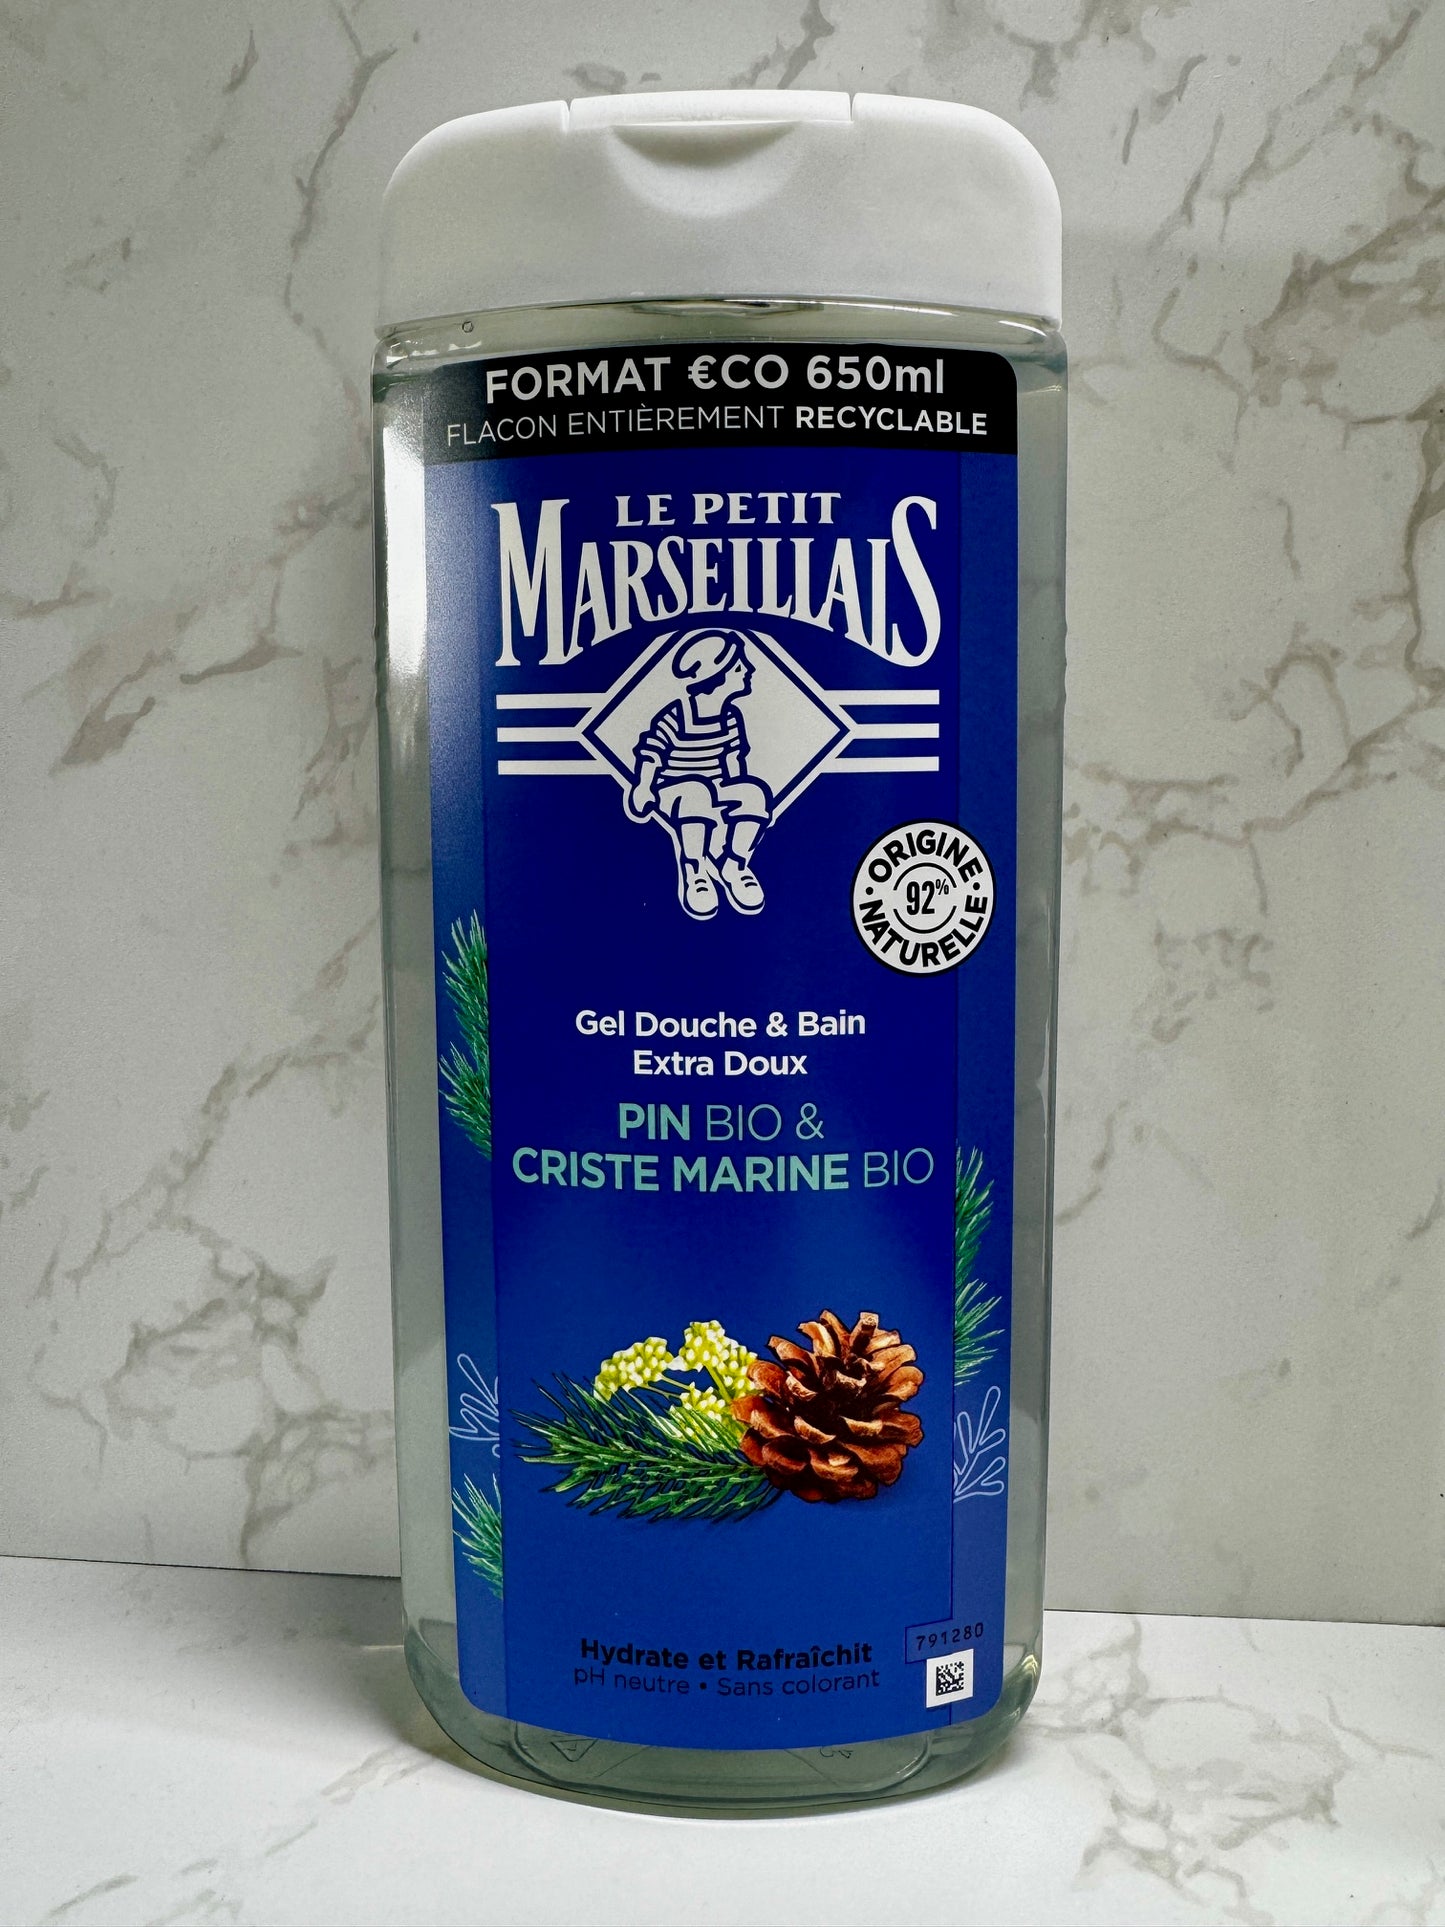 FORMAT €CO 650ml
FLACON ENTIÈREMENT RECYCLABLE
LE PETIT
MARSEILLAIS
ORIGINE
92%
NATURELLE
Gel Douche & Bain
Extra Doux
PIN BIO &
CRISTE MARINE BIO
Hydrate et Rafraîchit
pH neutre • Sans colorant
791280